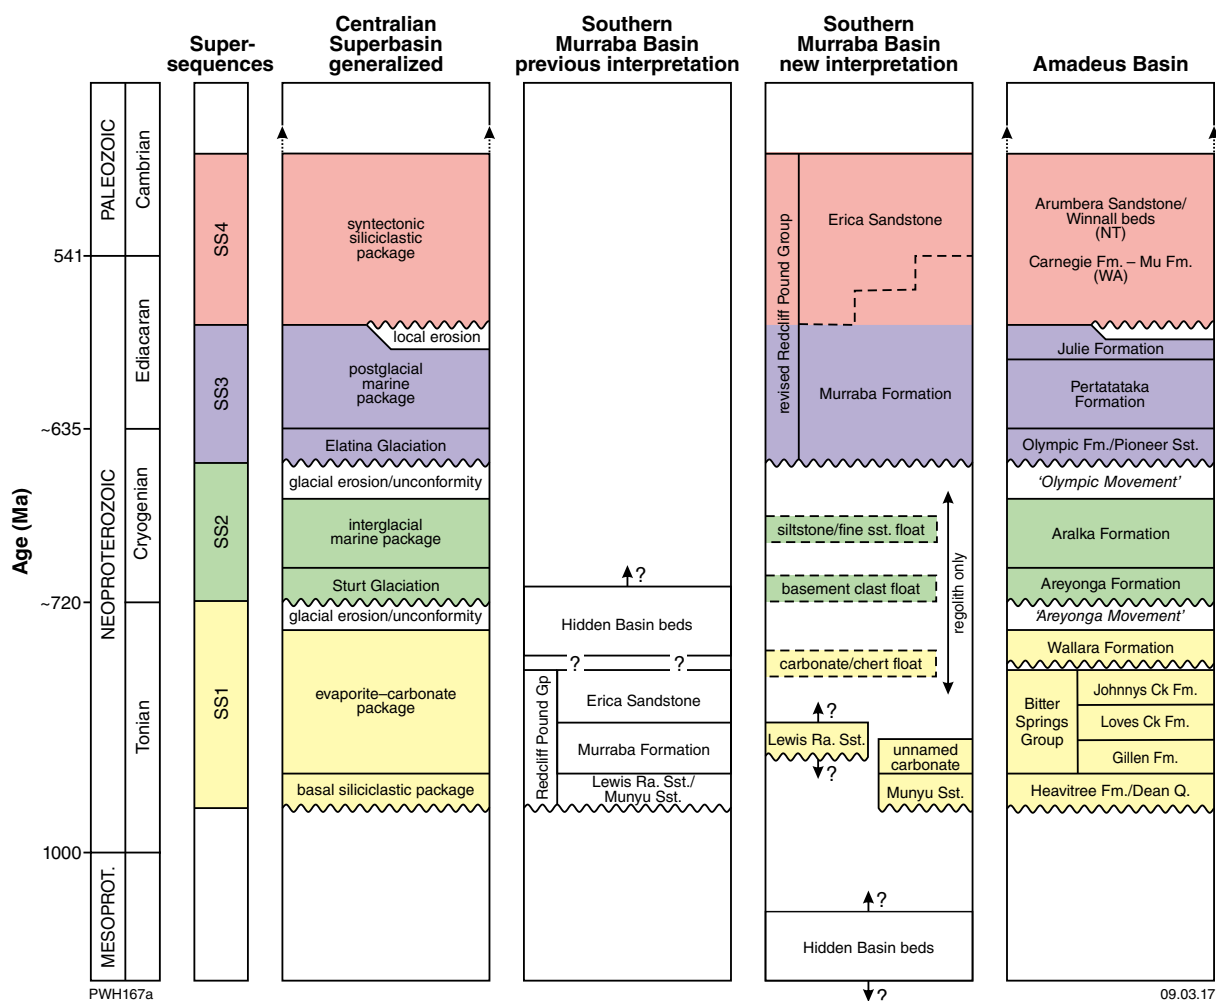 Super-
sequences
Centralian
Superbasin
generalized
Southern
Murraba Basin
previous interpretation
Southern
Murraba Basin
new interpretation
Amadeus Basin
Age (Ma)
541
~635
~720
1000
PALEOZOIC
NEOPROTEROZOIC
MESOPROT.
Cambrian
Ediacaran
Cryogenian
Tonian
SS4
SS3
SS2
SS1
syntectonic
siliciclastic
package
local erosion
postglacial
marine
package
Elatina Glaciation
glacial erosion/unconformity
interglacial
marine package
Sturt Glaciation
glacial erosion/unconformity
evaporite–carbonate
package
basal siliciclastic package
?
Hidden Basin beds
? ?
Redcliff Pound Gp
Erica Sandstone
Murraba Formation
Lewis Ra. Sst./
Munyu Sst.
revised Redcliff Pound Group
Erica Sandstone
Murraba Formation
siltstone/fine sst. float
basement clast float
carbonate/chert float
regolith only
?
Lewis Ra. Sst.
?
unnamed
carbonate
Munyu Sst.
?
Hidden Basin beds
?
Arumbera Sandstone/
Winnall beds
(NT)
Carnegie Fm. – Mu Fm.
(WA)
Julie Formation
Pertatataka
Formation
Olympic Fm./Pioneer Sst.
'Olympic Movement'
Aralka Formation
Areyonga Formation
'Areyonga Movement'
Wallara Formation
Bitter
Springs
Group
Johnnys Ck Fm.
Loves Ck Fm.
Gillen Fm.
Heavitree Fm./Dean Q.
PWH167a
09.03.17